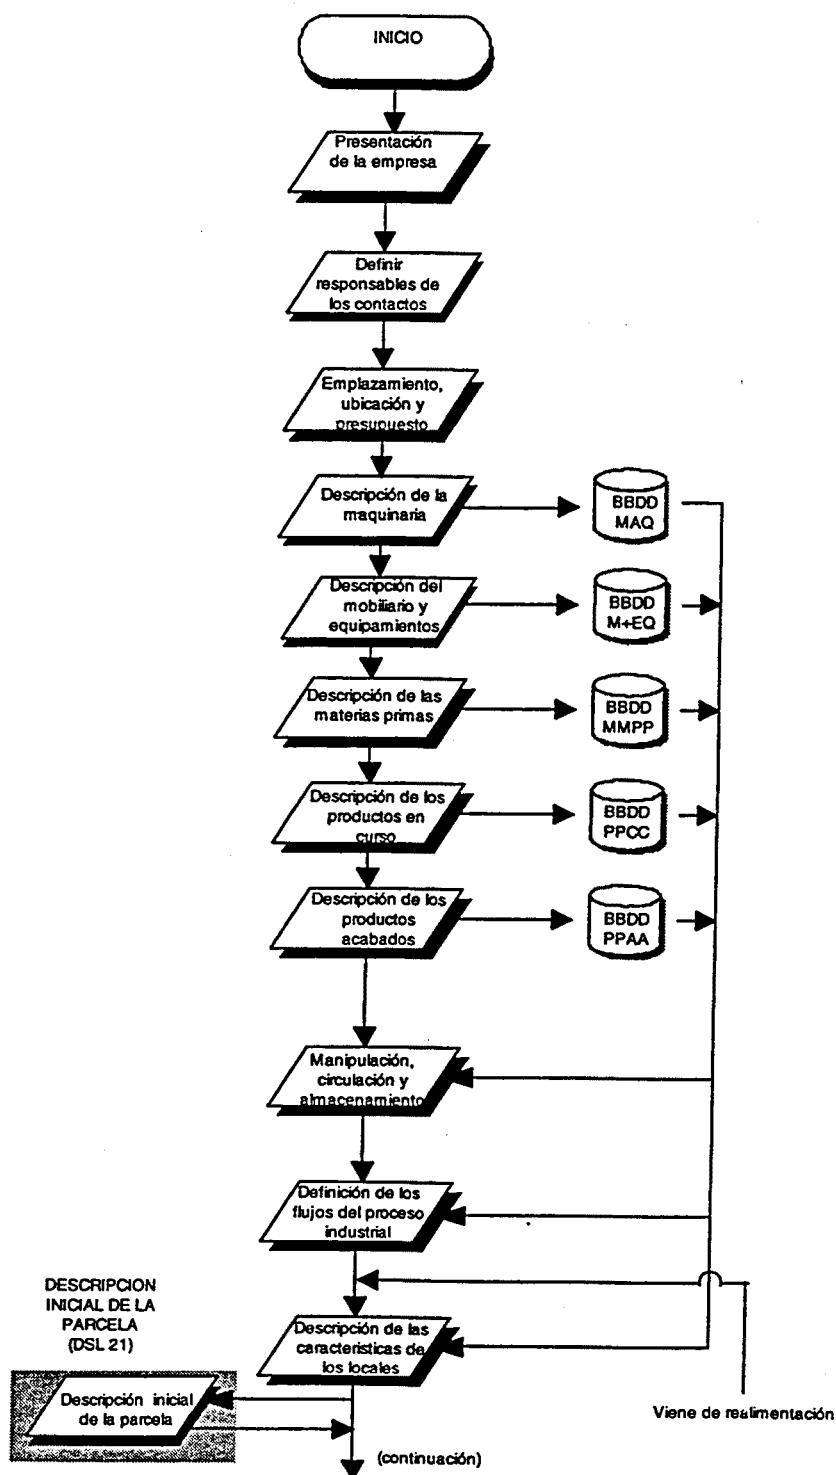 INICIO
Presentación
de la empresa
Definir
responsables de
los contactos
Emplazamiento,
ubicación y
presupuesto
Descripción de la
maquinaria
BBDD
MAQ
Descripción del
mobiliario y
equipamientos
BBDD
M+EQ
Descripción de las
materias primas
BBDD
MMPP
Descripción de los
productos en
curso
BBDD
PPCC
Descripción de los
productos
acabados
BBDD
PPAA
Manipulación,
circulación y
almacenamiento
Definición de los
flujos del proceso
industrial
DESCRIPCION
INICIAL DE LA
PARCELA
(DSL 21)
Descripción de las
características de
los locales
Descripción inicial
de la parcela
Viene de realimentación
(continuación)